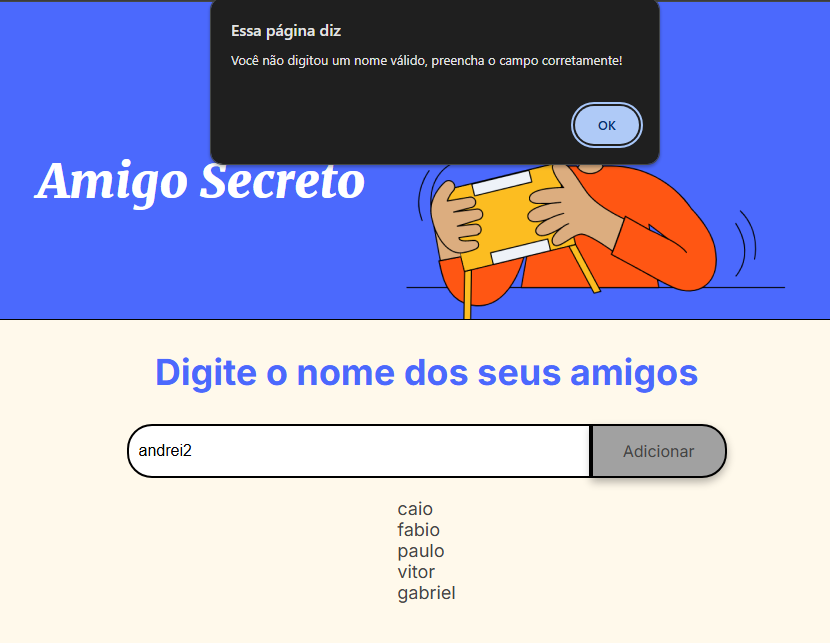 Essa página diz
Você não digitou um nome válido, preencha o campo corretamente!
OK
Amigo Secreto
Digite o nome dos seus amigos
andrei2
Adicionar
caio
fabio
paulo
vitor
gabriel